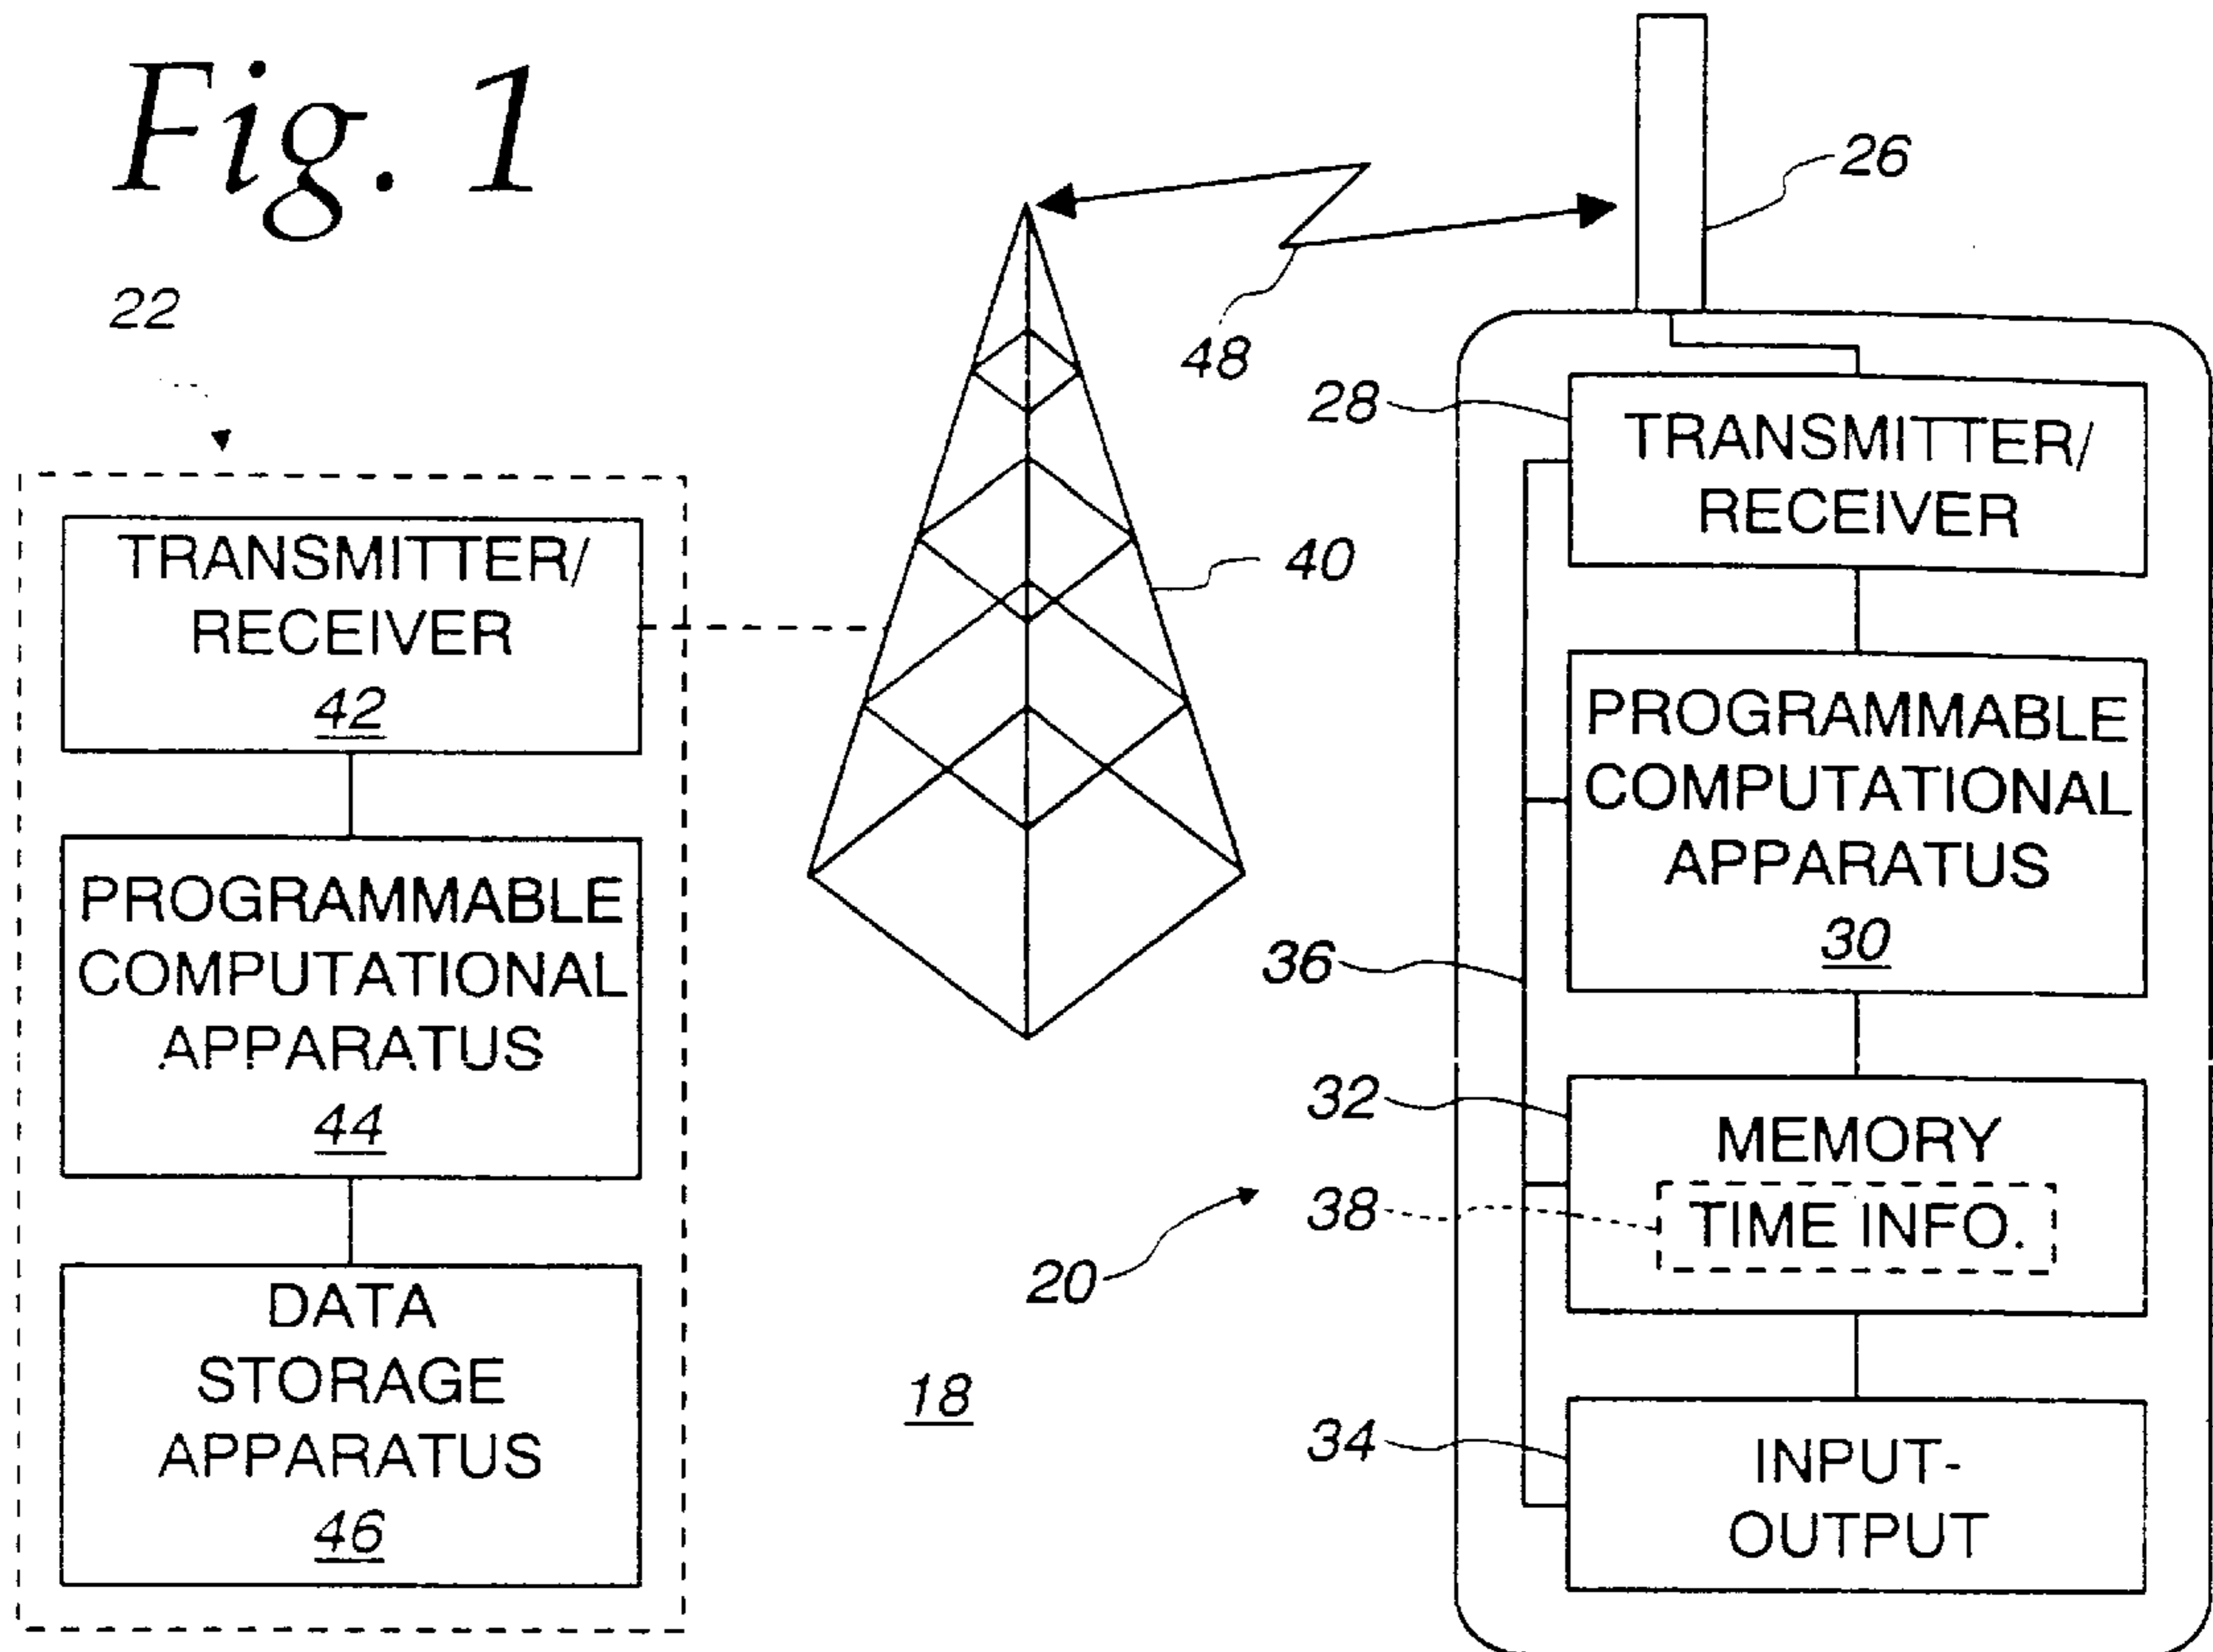 Fig. 1
22
TRANSMITTER/
RECEIVER
42
PROGRAMMABLE
COMPUTATIONAL
APPARATUS
44
DATA
STORAGE
APPARATUS
46
40
48
18
20
26
28
TRANSMITTER/
RECEIVER
PROGRAMMABLE
COMPUTATIONAL
APPARATUS
30
36
32
MEMORY
38
TIME INFO.
34
INPUT-
OUTPUT